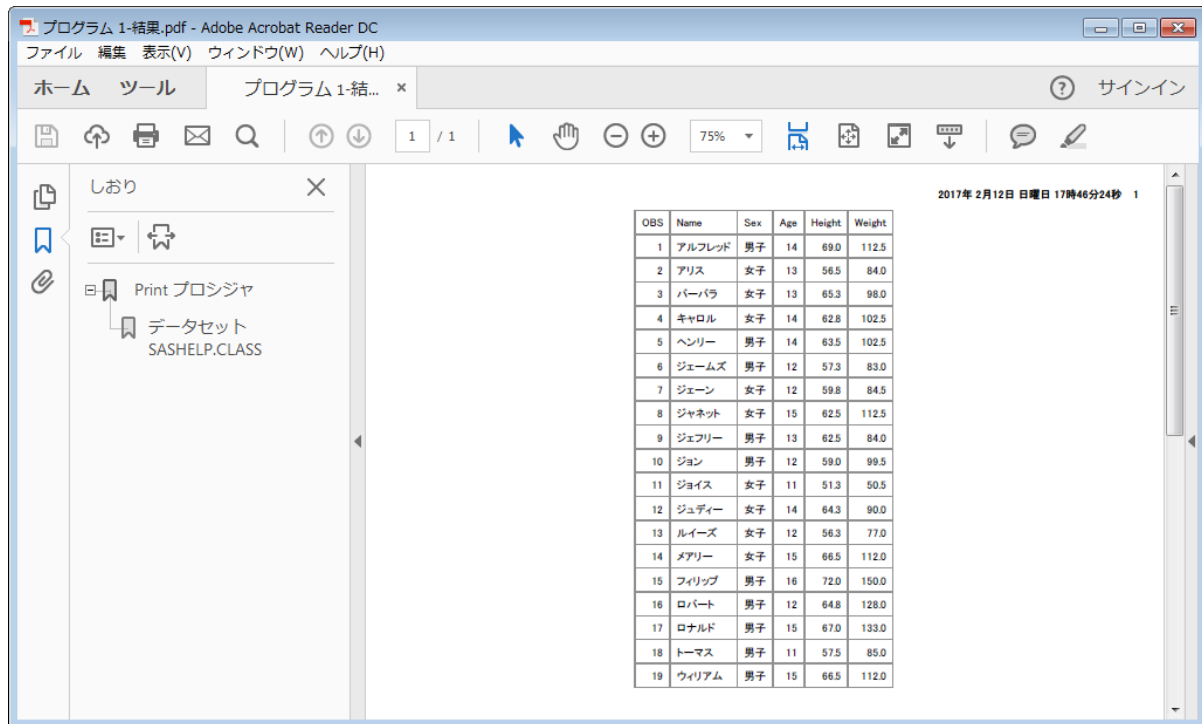 プログラム 1-結果.pdf - Adobe Acrobat Reader DC
ファイル 編集 表示(V) ウィンドウ(W) ヘルプ(H)
ホーム ツール プログラム 1-結... × ? サインイン
1 / 1 75%
しおり
Print プロシジャ
データセット
SASHELP.CLASS
2017年 2月12日 日曜日 17時46分24秒 1
OBS Name Sex Age Height Weight
1 アルフレッド 男子 14 69.0 112.5
2 アリス 女子 13 56.5 84.0
3 バーバラ 女子 13 65.3 98.0
4 キャロル 女子 14 62.8 102.5
5 ヘンリー 男子 14 63.5 102.5
6 ジェームズ 男子 12 57.3 83.0
7 ジェーン 女子 12 59.8 84.5
8 ジャネット 女子 15 62.5 112.5
9 ジェフリー 男子 13 62.5 84.0
10 ジョン 男子 12 59.0 99.5
11 ジョイス 女子 11 51.3 50.5
12 ジュディー 女子 14 64.3 90.0
13 ルイーズ 女子 12 56.3 77.0
14 メアリー 女子 15 66.5 112.0
15 フィリップ 男子 16 72.0 150.0
16 ロバート 男子 12 64.8 128.0
17 ロナルド 男子 15 67.0 133.0
18 トーマス 男子 11 57.5 85.0
19 ウィリアム 男子 15 66.5 112.0